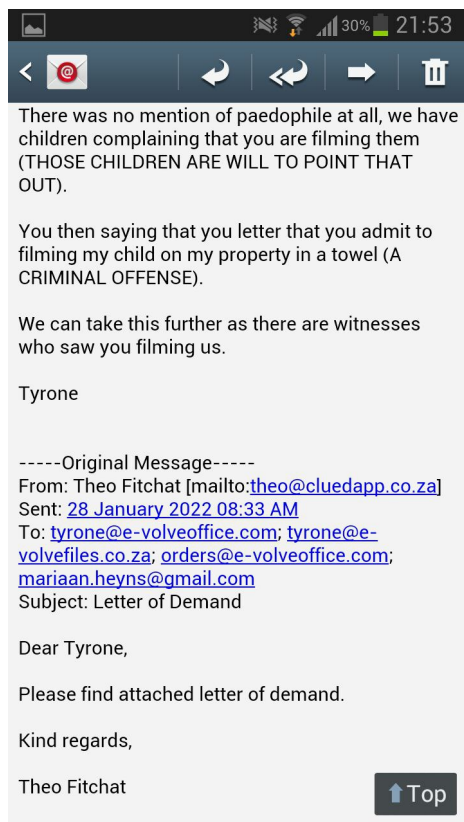 30% 21:53
There was no mention of paedophile at all, we have
children complaining that you are filming them
(THOSE CHILDREN ARE WILL TO POINT THAT
OUT).
You then saying that you letter that you admit to
filming my child on my property in a towel (A
CRIMINAL OFFENSE).
We can take this further as there are witnesses
who saw you filming us.
Tyrone
-----Original Message-----
From: Theo Fitchat [mailto:theo@cluedapp.co.za]
Sent: 28 January 2022 08:33 AM
To: tyrone@e-volveoffice.com; tyrone@e-
volvefiles.co.za; orders@e-volveoffice.com;
mariaan.heyns@gmail.com
Subject: Letter of Demand
Dear Tyrone,
Please find attached letter of demand.
Kind regards,
Theo Fitchat
Top